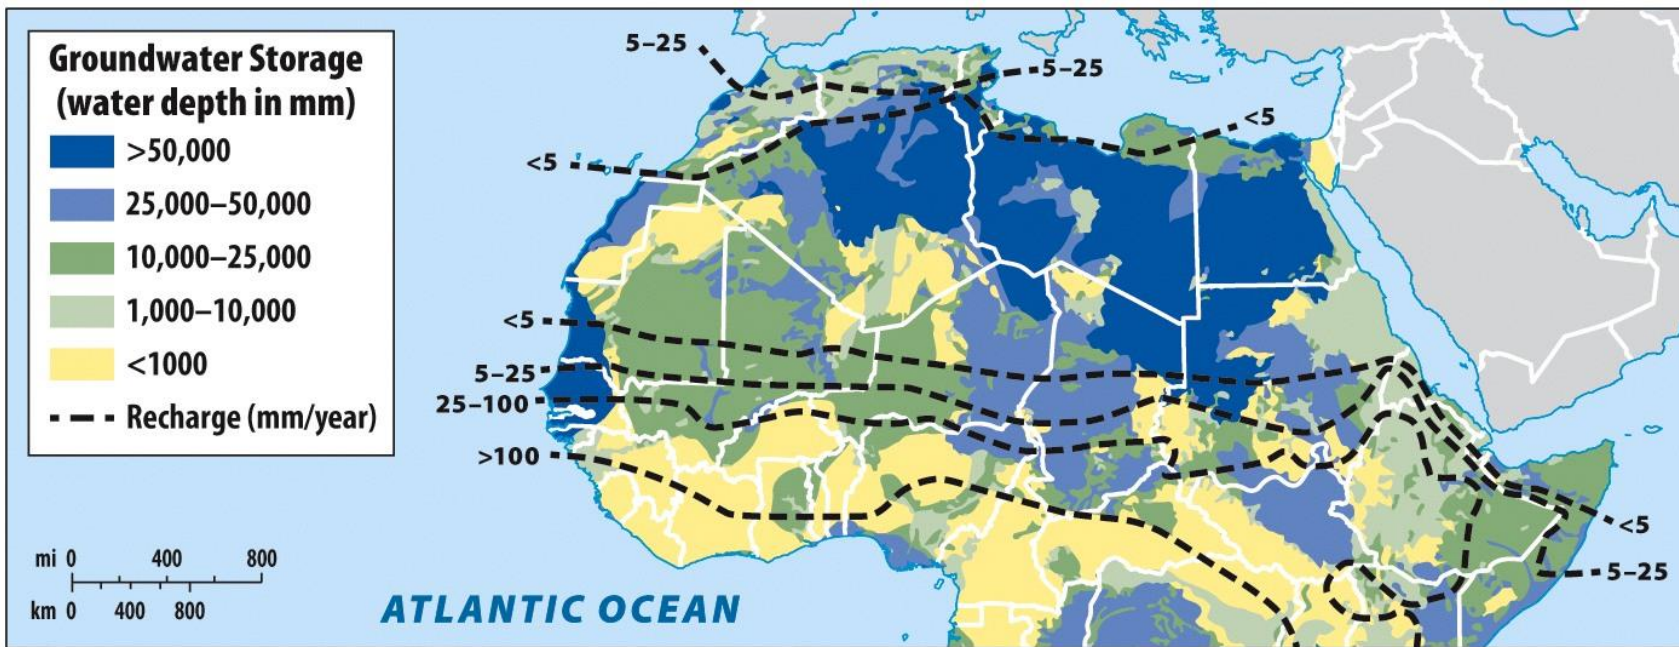 Groundwater Storage
(water depth in mm)
>50,000
25,000–50,000
10,000–25,000
1,000–10,000
<1000
Recharge (mm/year)
5–25
5–25
<5
<5
<5
5–25
25–100
>100
<5
5–25
mi 0 400 800
km 0 400 800
ATLANTIC OCEAN